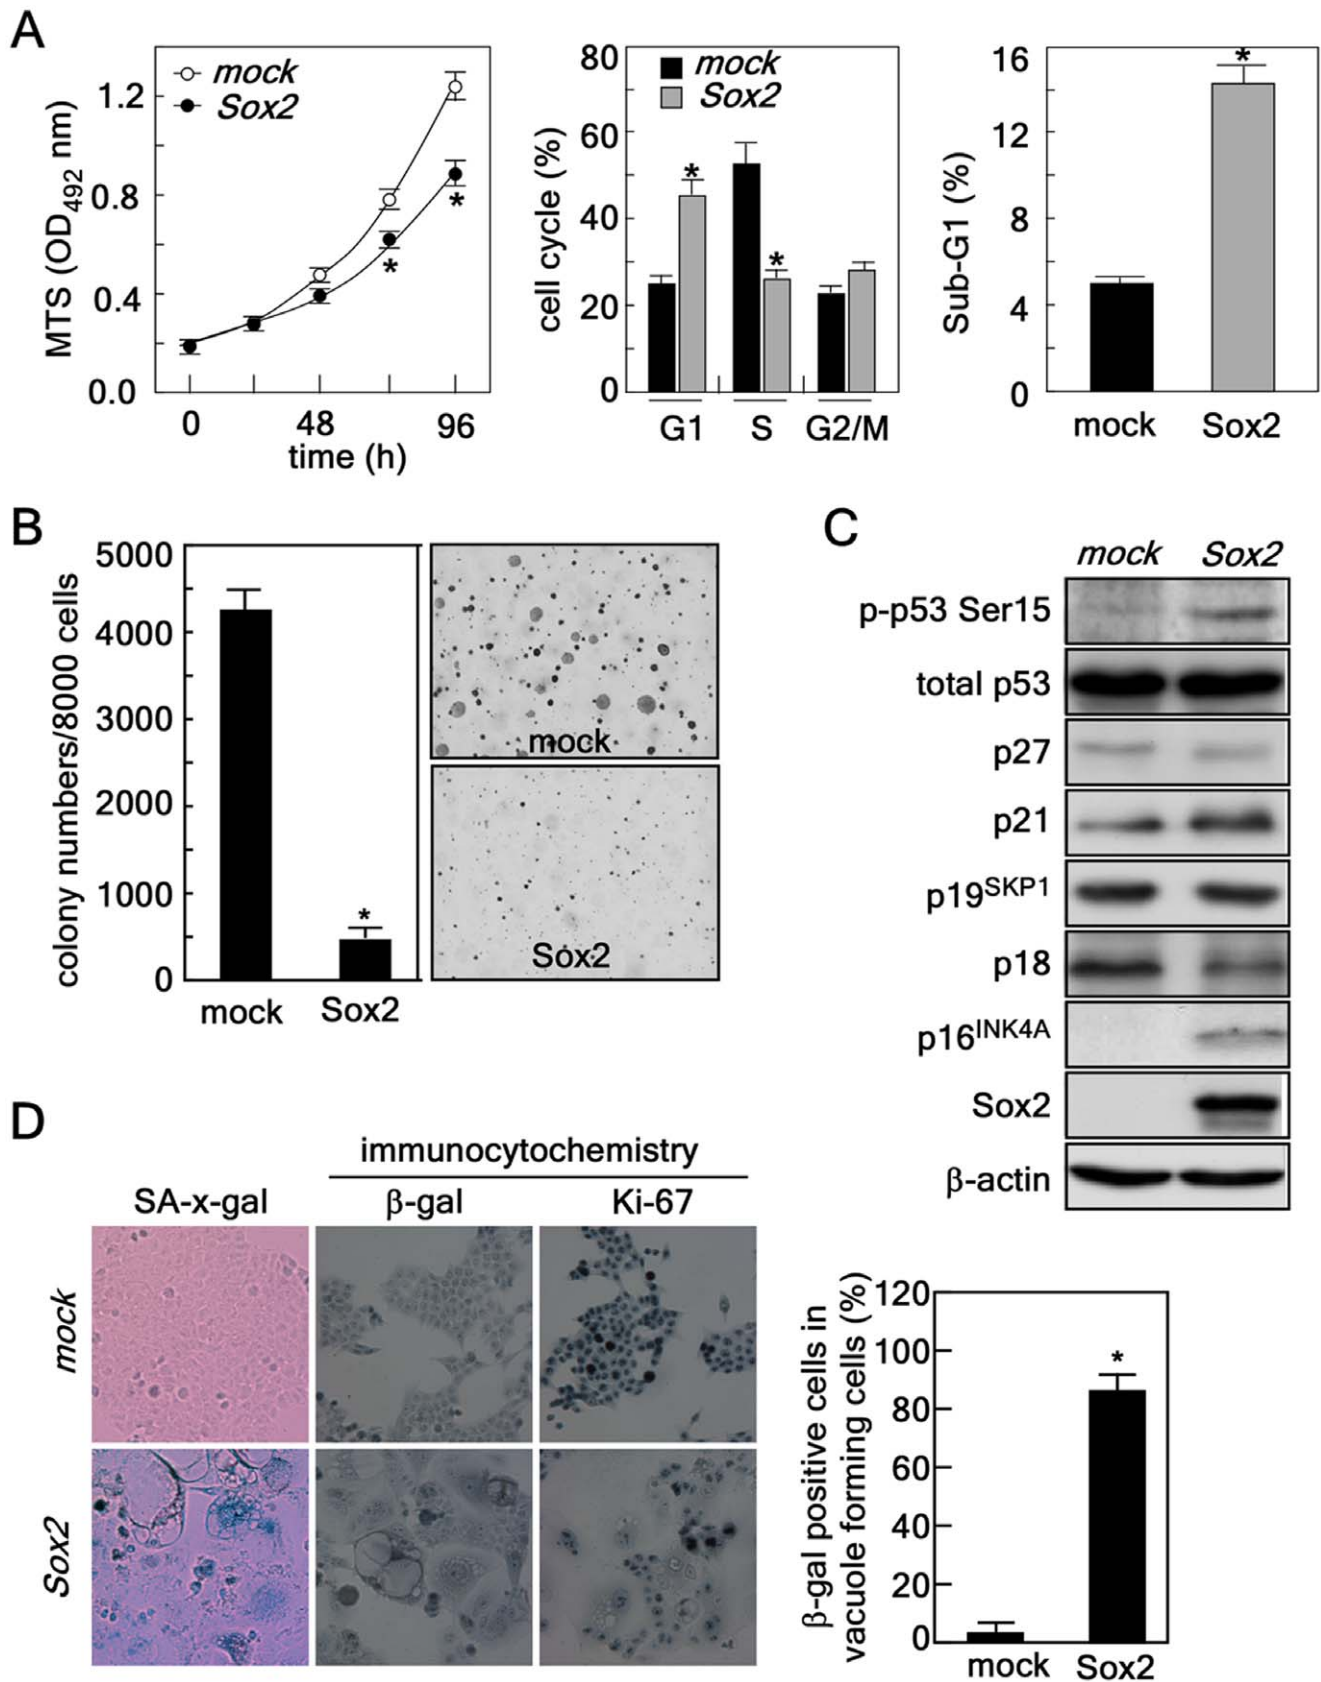 A
MTS (OD492 nm)
1.2
0.8
0.4
0.0
mock
Sox2
*
*
0
48
96
time (h)
cell cycle (%)
80
60
40
20
0
mock
Sox2
*
*
G1
S
G2/M
Sub-G1 (%)
16
12
8
4
0
*
mock
Sox2
B
colony numbers/8000 cells
5000
4000
3000
2000
1000
0
*
mock
Sox2
mock
Sox2
C
mock
Sox2
p-p53 Ser15
total p53
p27
p21
p19SKP1
p18
p16INK4A
Sox2
β-actin
D
immunocytochemistry
SA-x-gal
β-gal
Ki-67
mock
Sox2
β-gal positive cells in
vacuole forming cells (%)
120
100
80
60
40
20
0
*
mock
Sox2